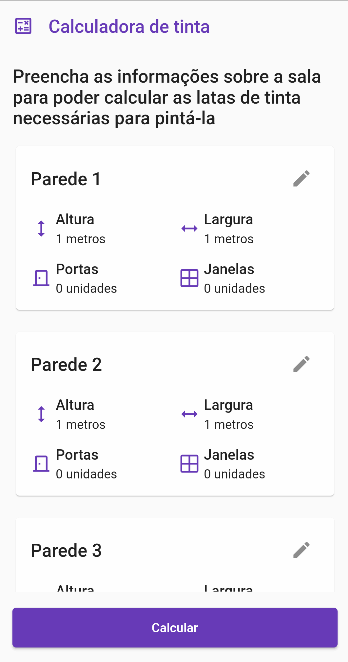 Calculadora de tinta
Preencha as informações sobre a sala
para poder calcular as latas de tinta
necessárias para pintá-la
Parede 1
Altura
1 metros
Largura
1 metros
Portas
0 unidades
Janelas
0 unidades
Parede 2
Altura
1 metros
Largura
1 metros
Portas
0 unidades
Janelas
0 unidades
Parede 3
Altura
Largura
Calcular